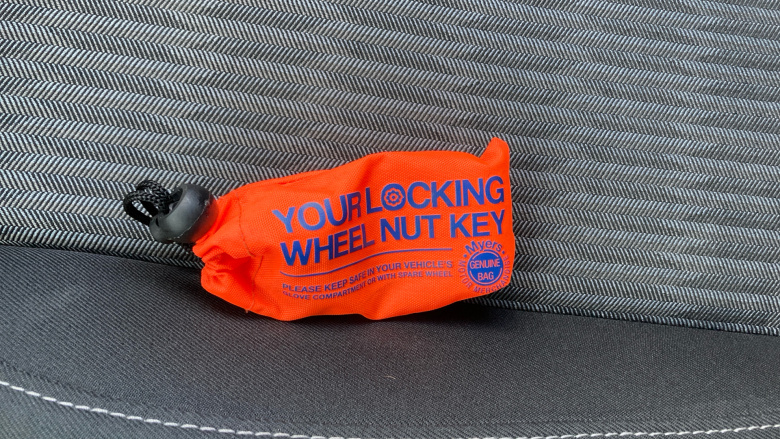 YOUR LOCKING
WHEEL NUT KEY
PLEASE KEEP SAFE IN YOUR VEHICLE'S
GLOVE COMPARTMENT OR WITH SPARE WHEEL
Myers
GENUINE
BAG